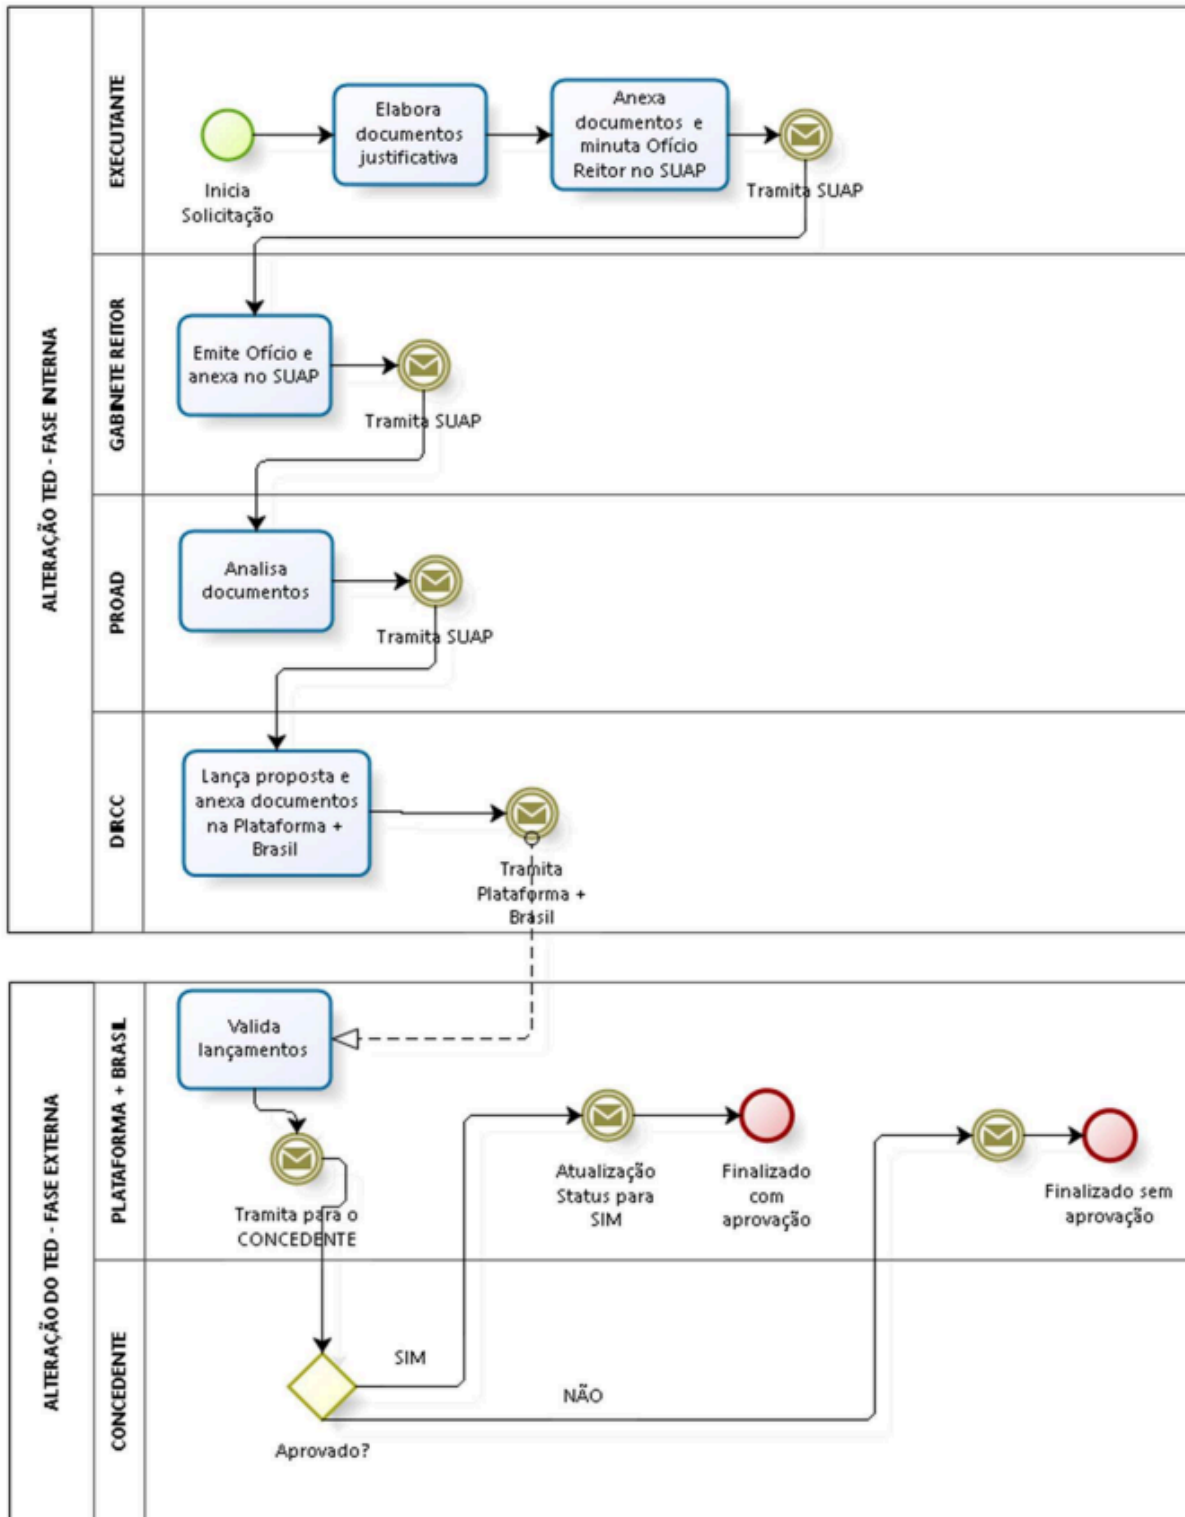 ALTERAÇÃO TED - FASE INTERNA
EXECUTANTE
Inicia
Solicitação
Elabora
documentos
justificativa
Anexa
documentos e
minuta Ofício
Reitor no SUAP
Tramita SUAP
GABINETE REITOR
Emite Ofício e
anexa no SUAP
Tramita SUAP
PROAD
Analisa
documentos
Tramita SUAP
DIRCC
Lança proposta e
anexa documentos
na Plataforma +
Brasil
Tramita
Plataforma +
Brasil
ALTERAÇÃO DO TED - FASE EXTERNA
PLATAFORMA + BRASIL
Valida
lançamentos
Tramita para o
CONCEDENTE
Atualização
Status para
SIM
Finalizado
com
aprovação
Finalizado sem
aprovação
CONCEDENTE
SIM
NÃO
Aprovado?